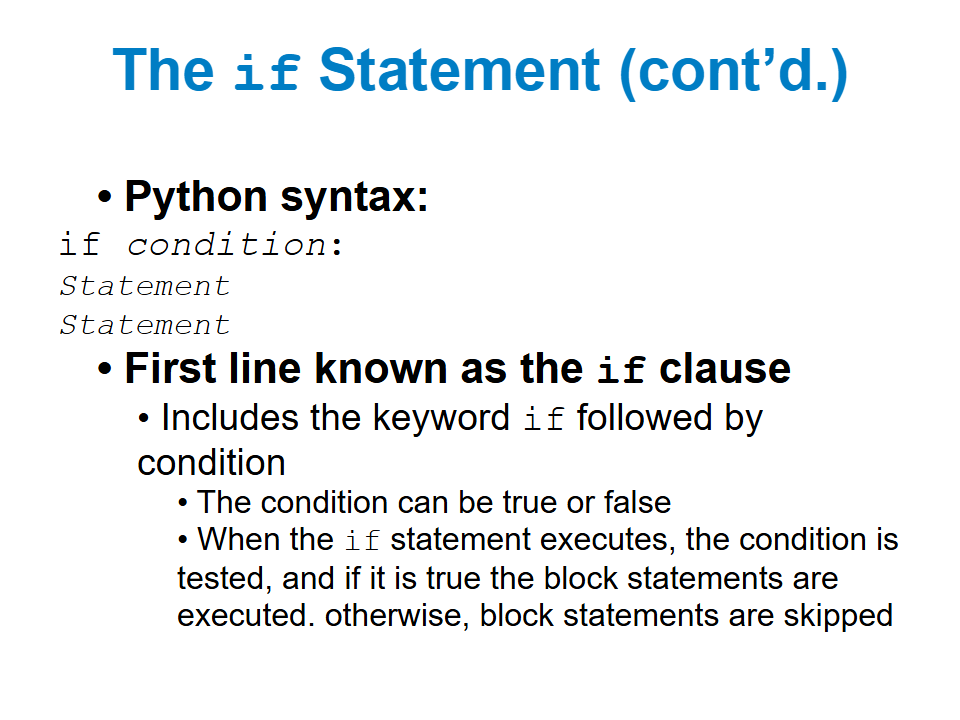 The if Statement (cont’d.)
• Python syntax:
if condition:
Statement
Statement
• First line known as the if clause
• Includes the keyword if followed by
condition
• The condition can be true or false
• When the if statement executes, the condition is
tested, and if it is true the block statements are
executed. otherwise, block statements are skipped